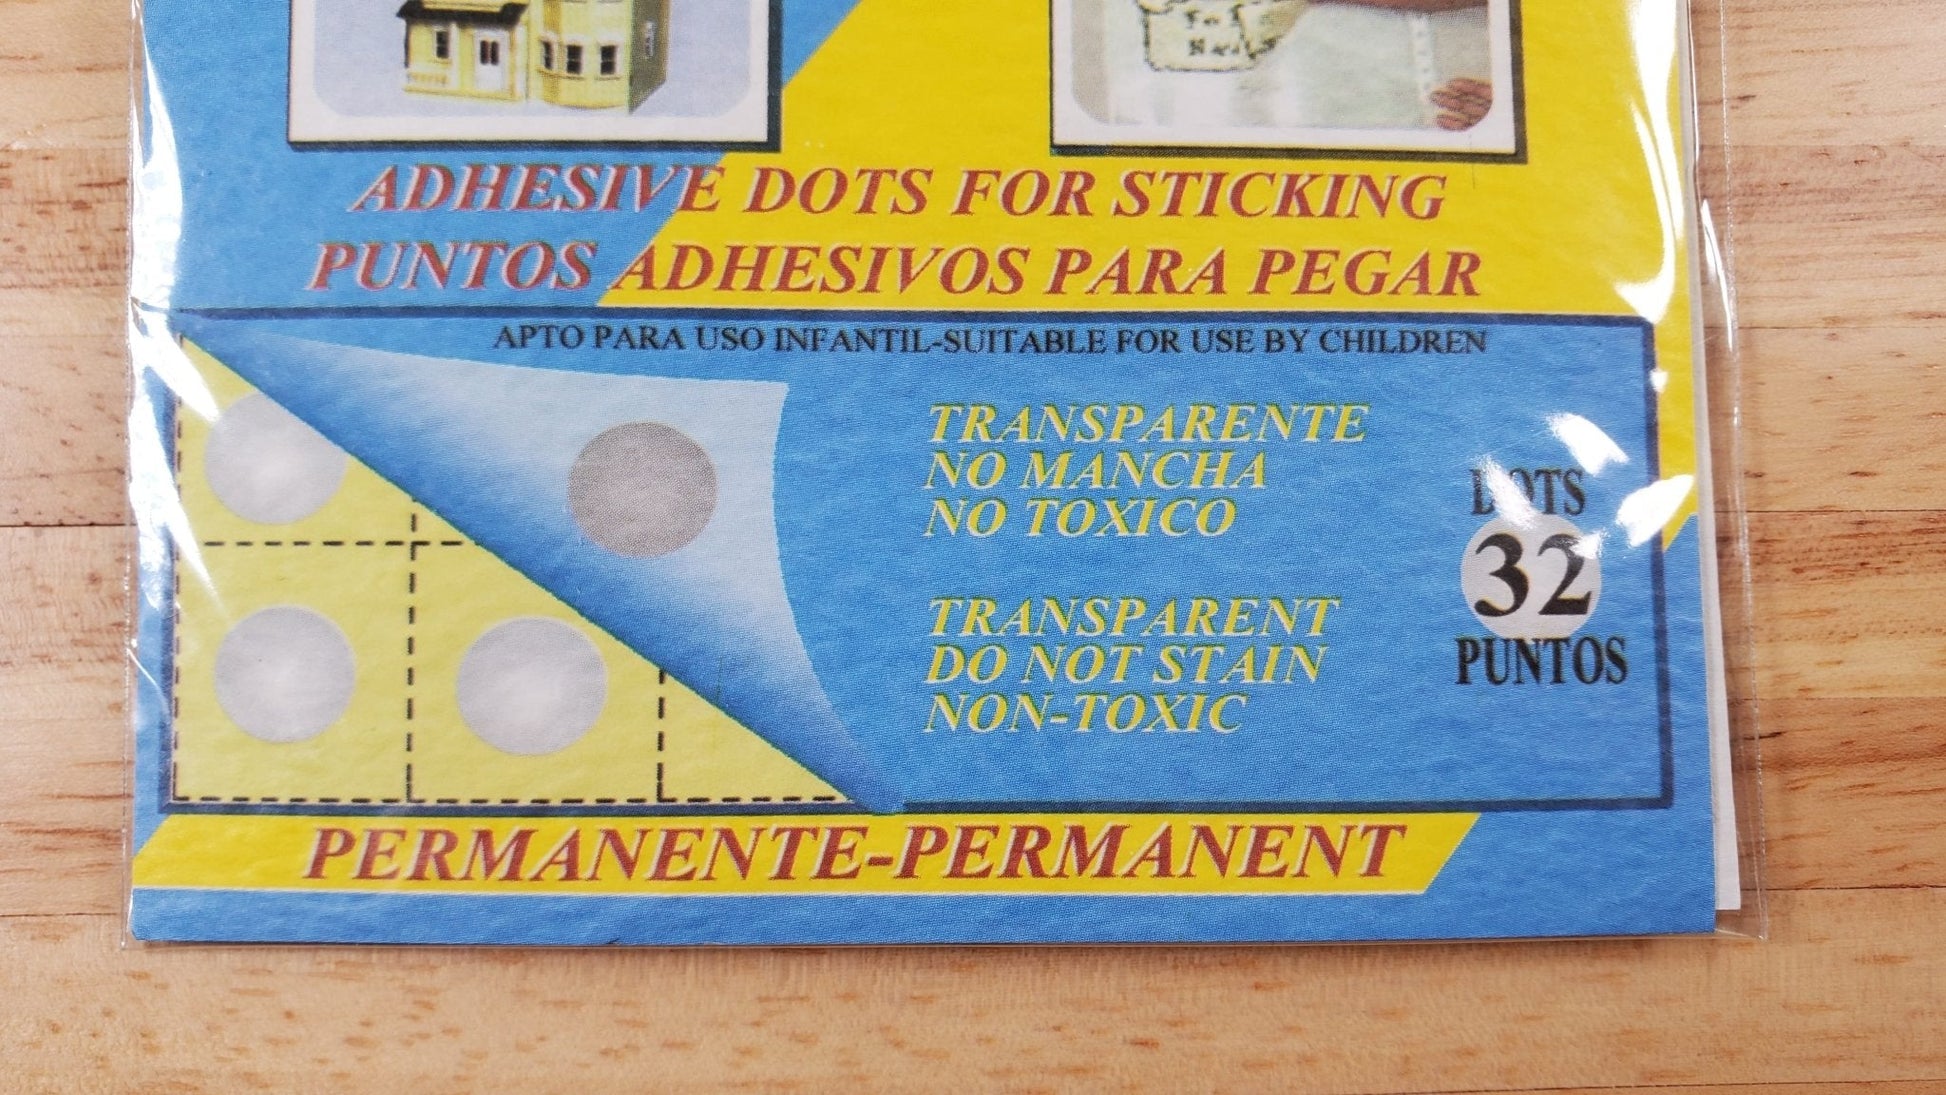 ADHESIVE DOTS FOR STICKING
PUNTOS ADHESIVOS PARA PEGAR
APTO PARA USO INFANTIL-SUITABLE FOR USE BY CHILDREN
TRANSPARENTE
NO MANCHA
NO TOXICO
TRANSPARENT
DO NOT STAIN
NON-TOXIC
DOTS
32
PUNTOS
PERMANENTE-PERMANENT